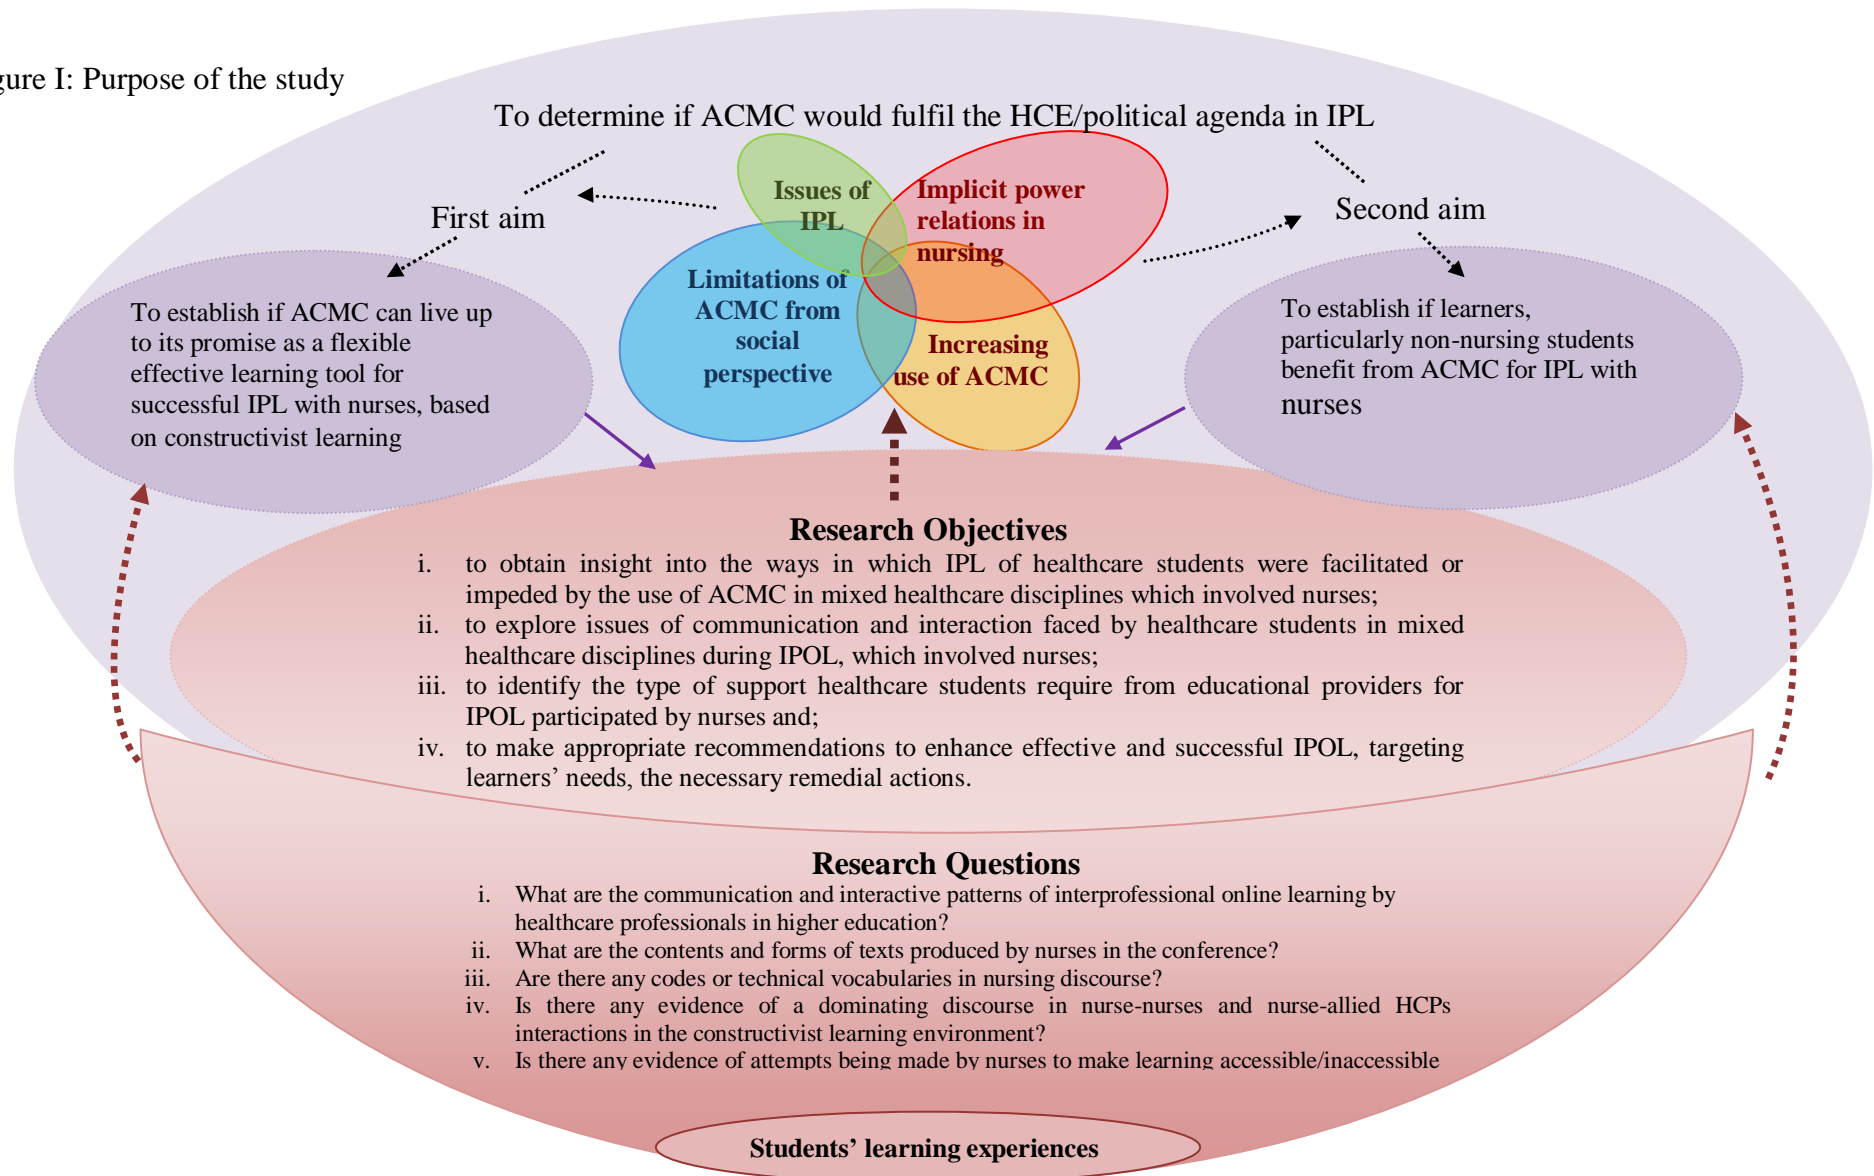 gure I: Purpose of the study
To determine if ACMC would fulfil the HCE/political agenda in IPL
First aim
Second aim
Issues of
IPL
Implicit power
relations in
nursing
Limitations of
ACMC from
social
perspective
Increasing
use of ACMC
To establish if ACMC can live up
to its promise as a flexible
effective learning tool for
successful IPL with nurses, based
on constructivist learning
To establish if learners,
particularly non-nursing students
benefit from ACMC for IPL with
nurses
Research Objectives
i. to obtain insight into the ways in which IPL of healthcare students were facilitated or
impeded by the use of ACMC in mixed healthcare disciplines which involved nurses;
ii. to explore issues of communication and interaction faced by healthcare students in mixed
healthcare disciplines during IPOL, which involved nurses;
iii. to identify the type of support healthcare students require from educational providers for
IPOL participated by nurses and;
iv. to make appropriate recommendations to enhance effective and successful IPOL, targeting
learners’ needs, the necessary remedial actions.
Research Questions
i. What are the communication and interactive patterns of interprofessional online learning by
healthcare professionals in higher education?
ii. What are the contents and forms of texts produced by nurses in the conference?
iii. Are there any codes or technical vocabularies in nursing discourse?
iv. Is there any evidence of a dominating discourse in nurse-nurses and nurse-allied HCPs
interactions in the constructivist learning environment?
v. Is there any evidence of attempts being made by nurses to make learning accessible/inaccessible
Students’ learning experiences